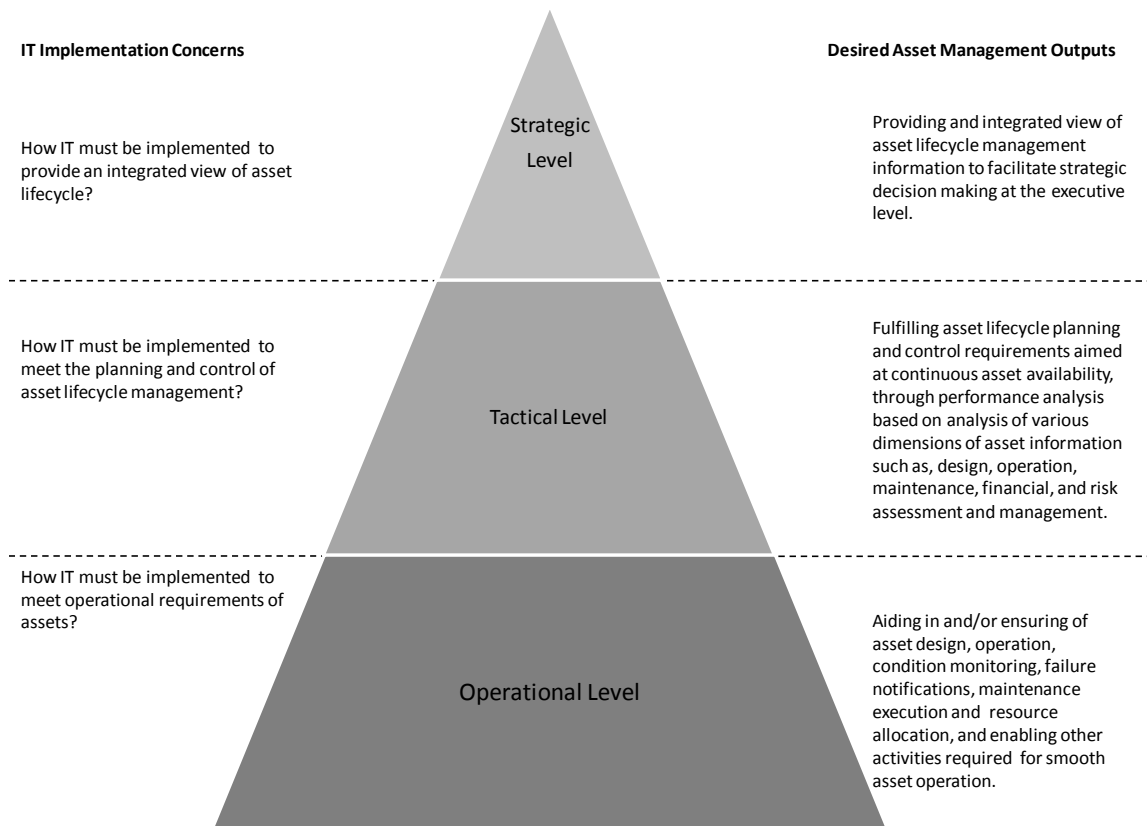 IT Implementation Concerns
Desired Asset Management Outputs
How IT must be implemented to
provide an integrated view of asset
lifecycle?
Strategic
Level
Providing and integrated view of
asset lifecycle management
information to facilitate strategic
decision making at the executive
level.
How IT must be implemented to
meet the planning and control of
asset lifecycle management?
Tactical Level
Fulfilling asset lifecycle planning
and control requirements aimed
at continuous asset availability,
through performance analysis
based on analysis of various
dimensions of asset information
such as, design, operation,
maintenance, financial, and risk
assessment and management.
How IT must be implemented to
meet operational requirements of
assets?
Operational Level
Aiding in and/or ensuring of
asset design, operation,
condition monitoring, failure
notifications, maintenance
execution and resource
allocation, and enabling other
activities required for smooth
asset operation.